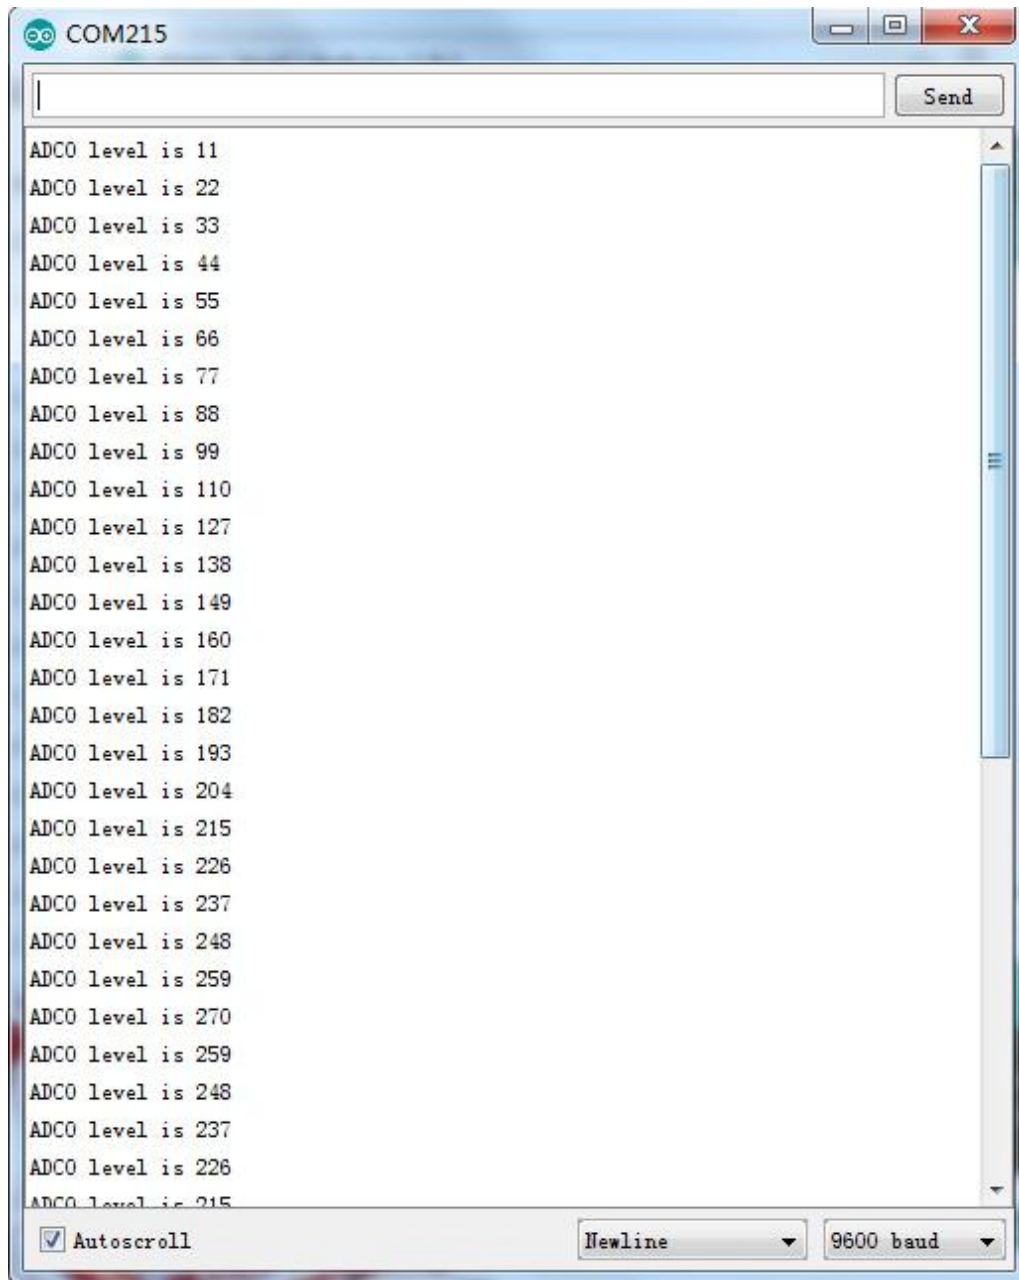 COM215
Send
ADC0 level is 11
ADC0 level is 22
ADC0 level is 33
ADC0 level is 44
ADC0 level is 55
ADC0 level is 66
ADC0 level is 77
ADC0 level is 88
ADC0 level is 99
ADC0 level is 110
ADC0 level is 127
ADC0 level is 138
ADC0 level is 149
ADC0 level is 160
ADC0 level is 171
ADC0 level is 182
ADC0 level is 193
ADC0 level is 204
ADC0 level is 215
ADC0 level is 226
ADC0 level is 237
ADC0 level is 248
ADC0 level is 259
ADC0 level is 270
ADC0 level is 259
ADC0 level is 248
ADC0 level is 237
ADC0 level is 226
ADC0 level is 215
Autoscroll
Newline
9600 baud